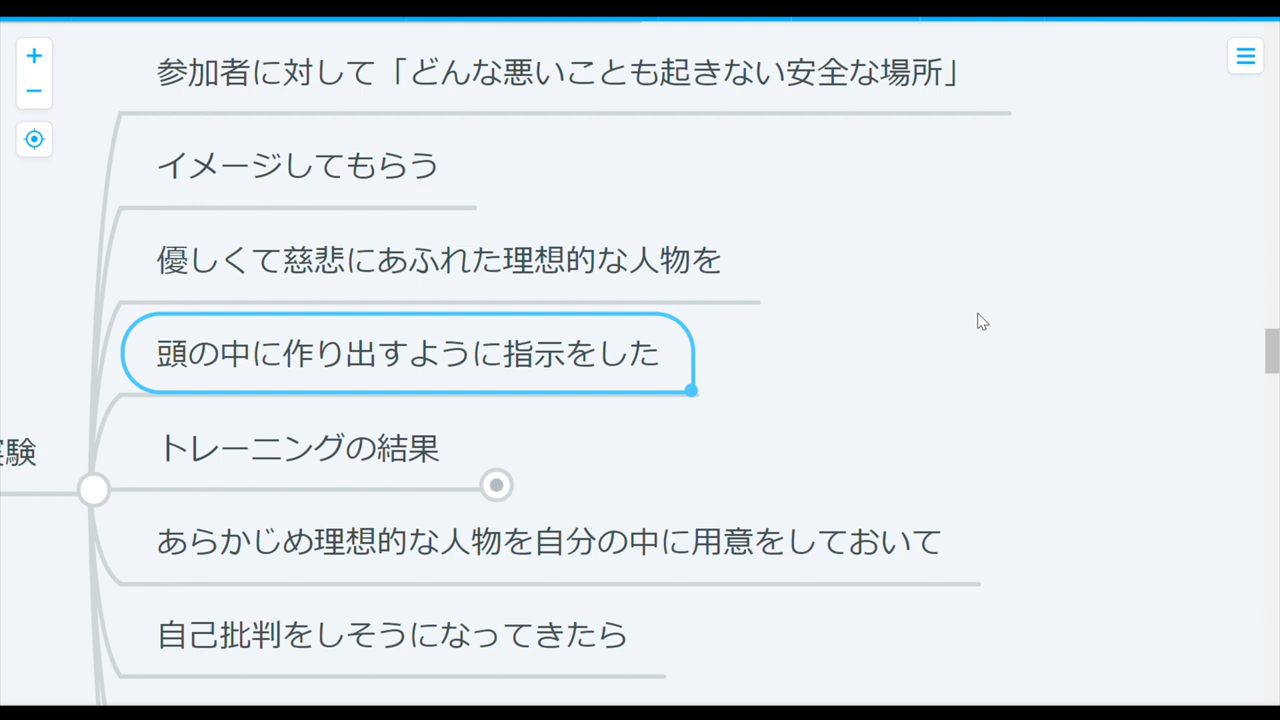 参加者に対して「どんな悪いことも起きない安全な場所」
イメージしてもらう
優しくて慈悲にあふれた理想的な人物を
頭の中に作り出すように指示をした
実験
トレーニングの結果
あらかじめ理想的な人物を自分の中に用意をしておいて
自己批判をしそうになってきたら